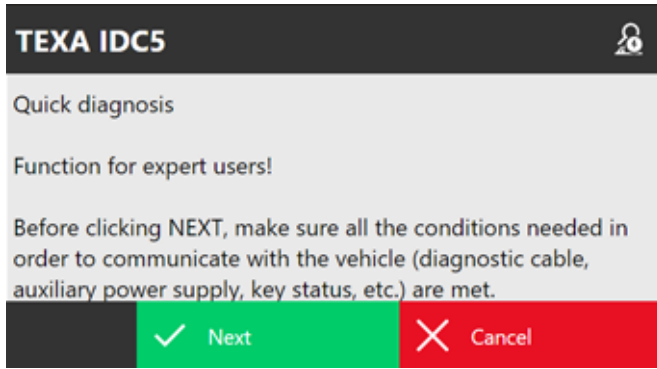 TEXA IDC5
Quick diagnosis
Function for expert users!
Before clicking NEXT, make sure all the conditions needed in
order to communicate with the vehicle (diagnostic cable,
auxiliary power supply, key status, etc.) are met.
Next
Cancel